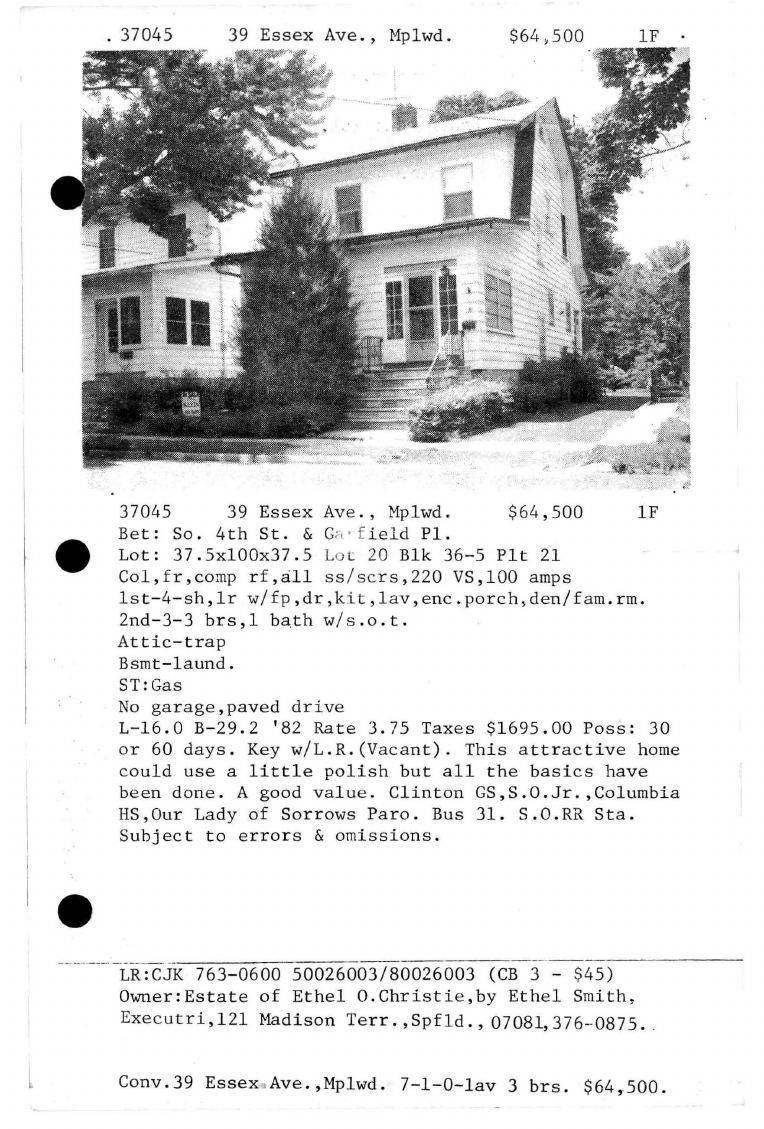 . 37045 39 Essex Ave., Mplwd. $64,500 1F .
37045 39 Essex Ave., Mplwd. $64,500 1F
Bet: So. 4th St. & Garfield Pl.
Lot: 37.5x100x37.5 Lot 20 Blk 36-5 Plt 21
Col,fr,comp rf,all ss/scrs,220 VS,100 amps
1st-4-sh,lr w/fp,dr,kit,lav,enc.porch,den/fam.rm.
2nd-3-3 brs,1 bath w/s.o.t.
Attic-trap
Bsmt-laund.
ST:Gas
No garage,paved drive
L-16.0 B-29.2 '82 Rate 3.75 Taxes $1695.00 Poss: 30
or 60 days. Key w/L.R.(Vacant). This attractive home
could use a little polish but all the basics have
been done. A good value. Clinton GS,S.O.Jr.,Columbia
HS,Our Lady of Sorrows Paro. Bus 31. S.O.RR Sta.
Subject to errors & omissions.
LR:CJK 763-0600 50026003/80026003 (CB 3 - $45)
Owner:Estate of Ethel O.Christie,by Ethel Smith,
Executri,121 Madison Terr.,Spfld., 07081,376-0875.
Conv.39 Essex Ave.,Mplwd. 7-1-0-lav 3 brs. $64,500.